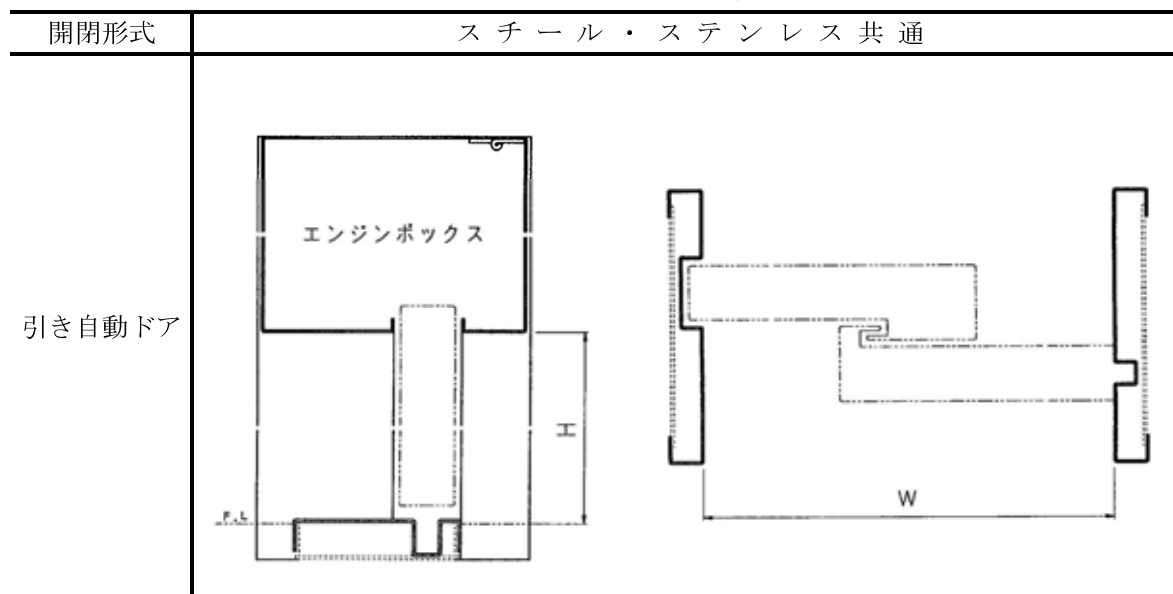 開閉形式
スチール・ステンレス共通
引き自動ドア
エンジンボックス
H
F.L
W